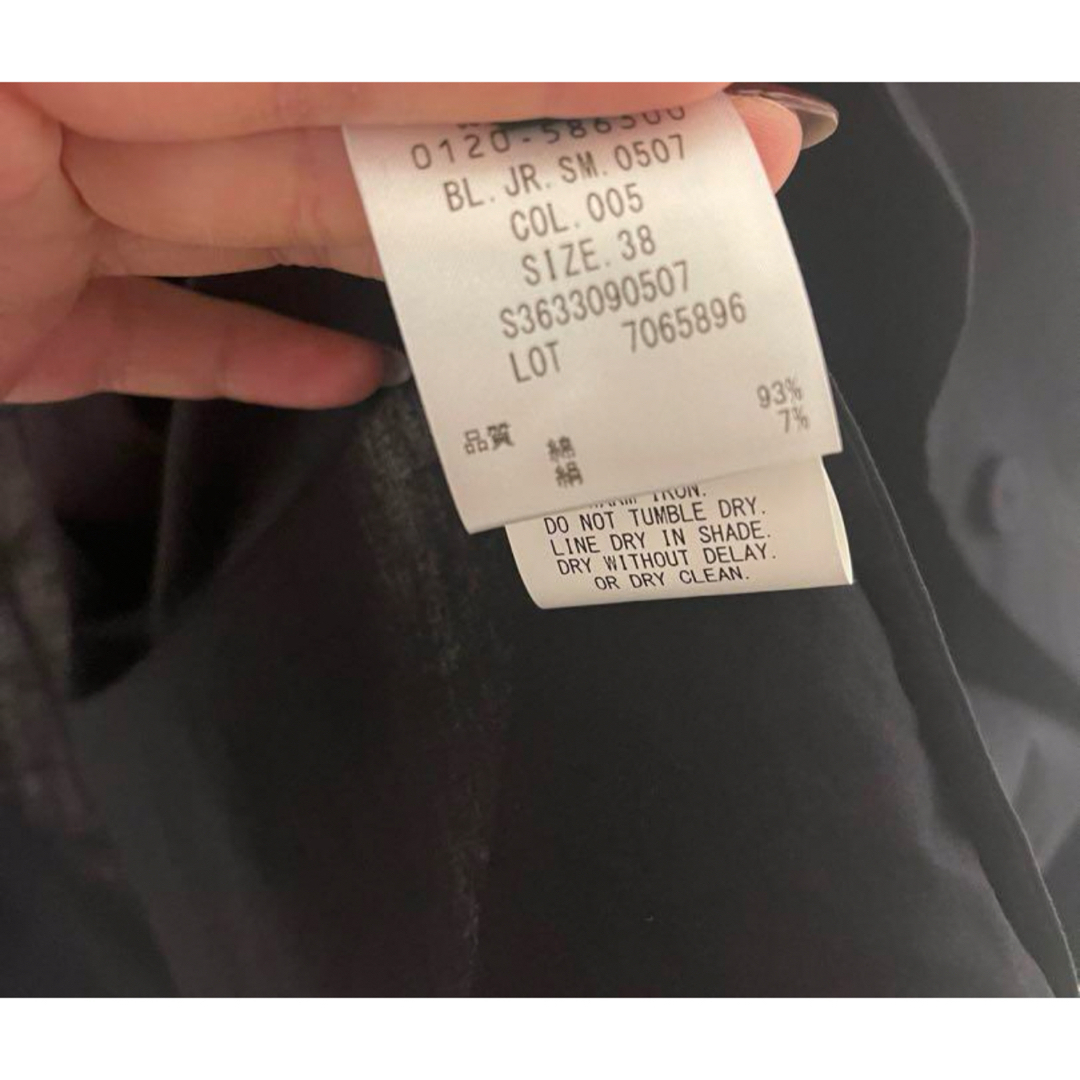 0120-586300
BL.JR.SM.0507
COL.005
SIZE.38
S3633090507
LOT 7065896
品質 綿 93%
絹 7%
IRON.
DO NOT TUMBLE DRY.
LINE DRY IN SHADE.
DRY WITHOUT DELAY.
OR DRY CLEAN.